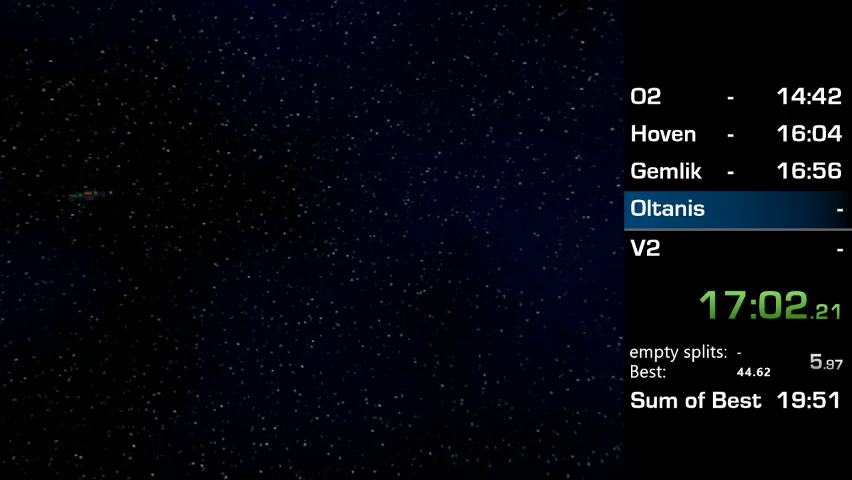 O2 - 14:42
Hoven - 16:04
Gemlik - 16:56
Oltanis -
V2 -
17:02.21
empty splits: - 5.97
Best: 44.62
Sum of Best 19:51